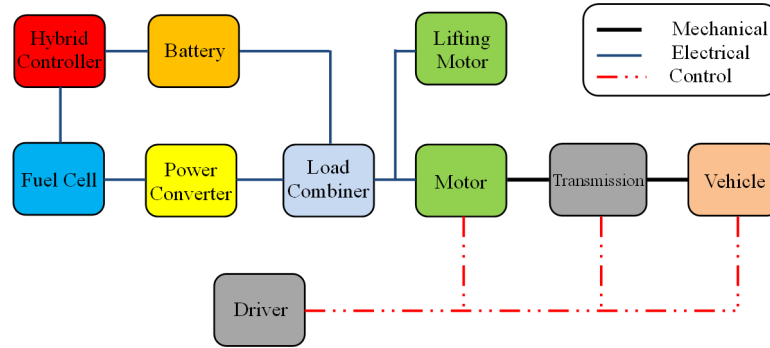 Hybrid
Controller
Battery
Lifting
Motor
Mechanical
Electrical
Control
Fuel Cell
Power
Converter
Load
Combiner
Motor
Transmission
Vehicle
Driver